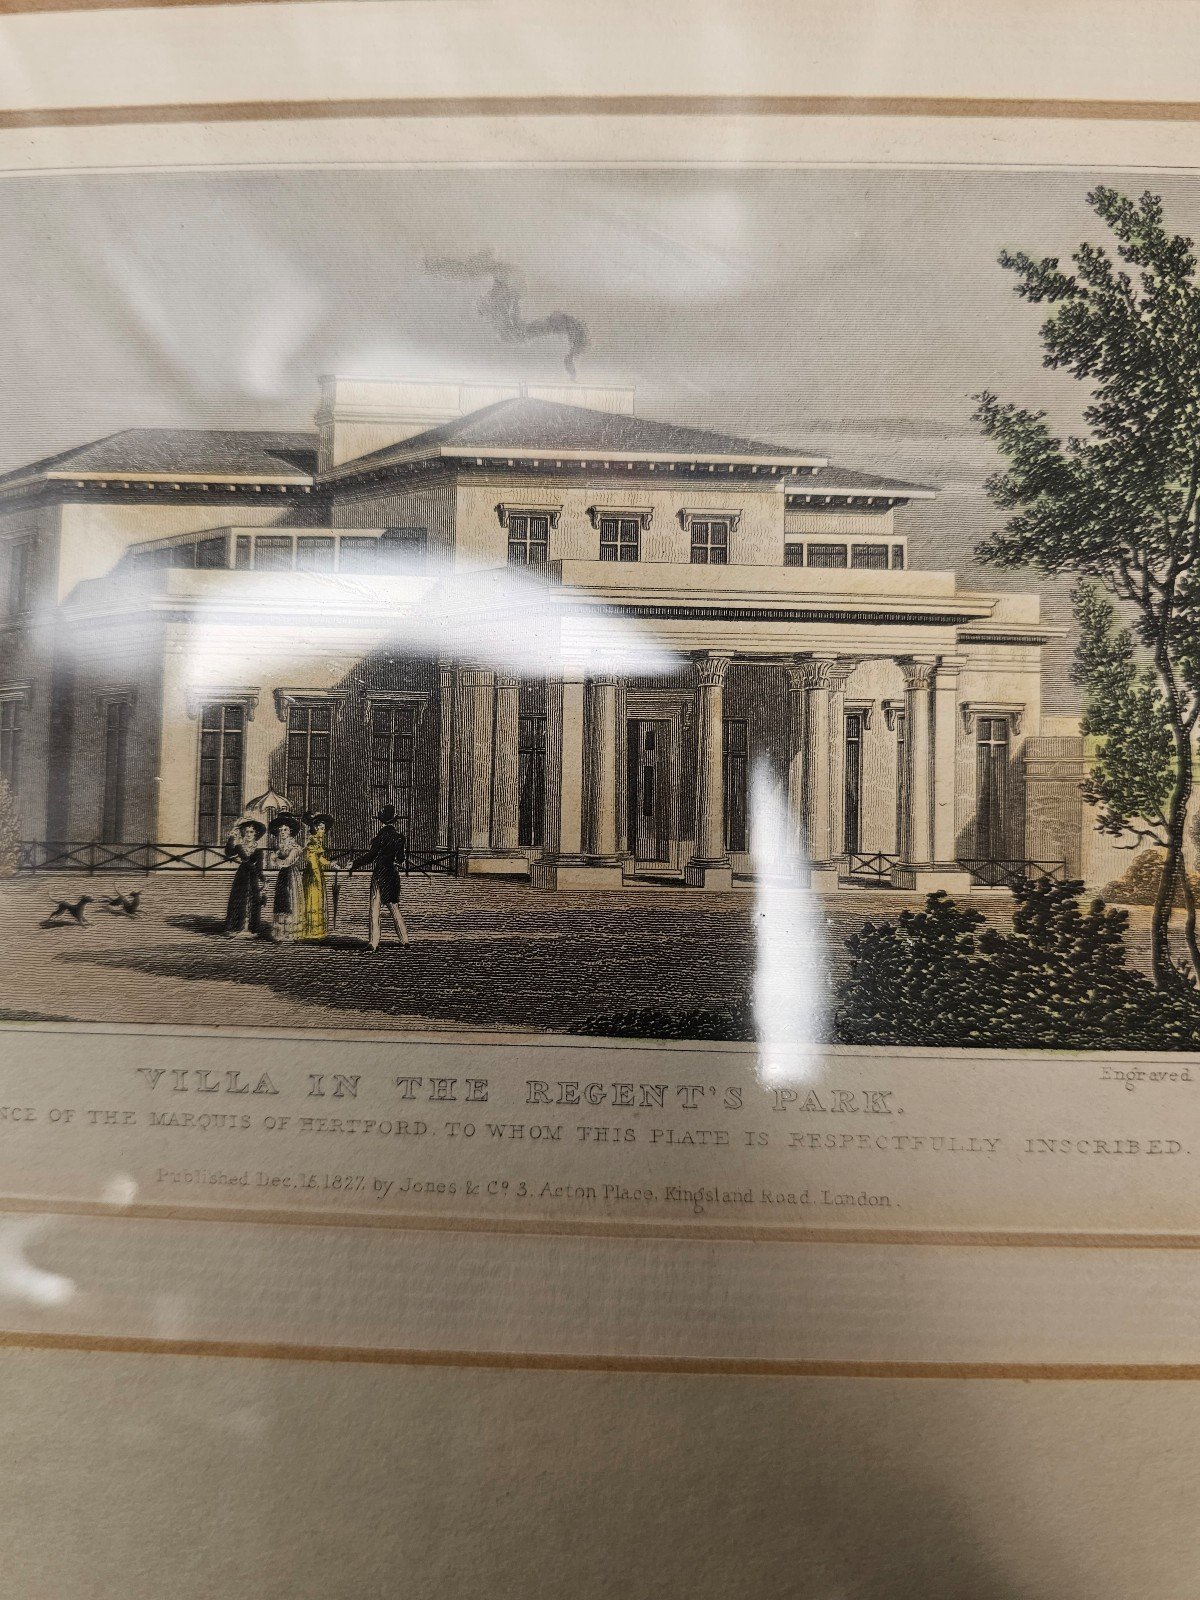 Engraved
VILLA IN THE REGENT'S PARK.
NCE OF THE MARQUIS OF HERTFORD, TO WHOM THIS PLATE IS RESPECTFULLY INSCRIBED.
Published Dec. 15, 1827, by Jones & Co. 3, Acton Place, Kingsland Road, London.